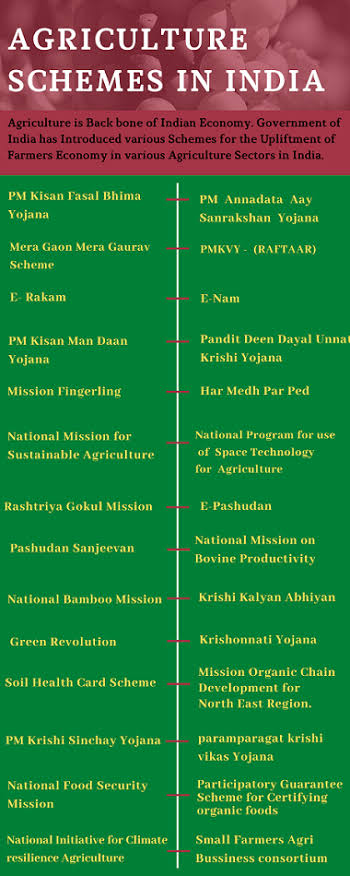 AGRICULTURE
SCHEMES IN INDIA
Agriculture is Back bone of Indian Economy. Government of
India has Introduced various Schemes for the Upliftment of
Farmers Economy in various Agriculture Sectors in India.
PM Kisan Fasal Bhima
Yojana
PM Annadata Aay
Sanrakshan Yojana
Mera Gaon Mera Gaurav
Scheme
PMKVY - (RAFTAAR)
E- Rakam
E-Nam
PM Kisan Man Daan
Yojana
Pandit Deen Dayal Unnat
Krishi Yojana
Mission Fingerling
Har Medh Par Ped
National Mission for
Sustainable Agriculture
National Program for use
of Space Technology
for Agriculture
Rashtriya Gokul Mission
E-Pashudan
Pashudan Sanjeevan
National Mission on
Bovine Productivity
National Bamboo Mission
Krishi Kalyan Abhiyan
Green Revolution
Krishonnati Yojana
Soil Health Card Scheme
Mission Organic Chain
Development for
North East Region.
PM Krishi Sinchay Yojana
paramparagat krishi
vikas Yojana
National Food Security
Mission
Participatory Guarantee
Scheme for Certifying
organic foods
National Initiative for Climate
resilience Agriculture
Small Farmers Agri
Bussiness consortium